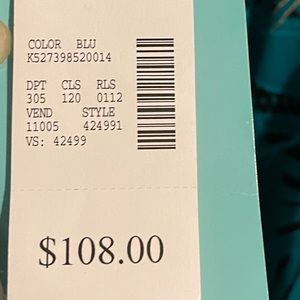 COLOR BLU
K527398520014
DPT CLS RLS
305 120 0112
VEND STYLE
11005 424991
VS: 42499
$108.00